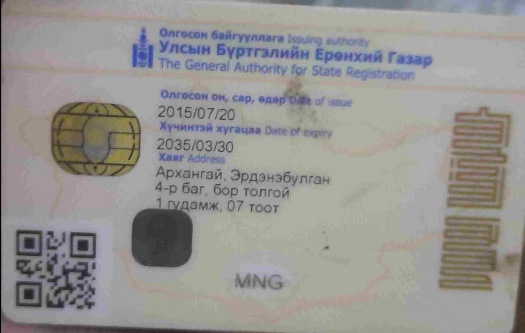 Олгосон байгууллага Issuing authority
Улсын Бүртгэлийн Ерөнхий Газар
The General Authority for State Registration
Олгосон он, сар, өдөр Date of issue
2015/07/20
Хүчинтэй хугацаа Date of expiry
2035/03/30
Хаяг Address
Архангай, Эрдэнэбулган
4-р баг, бор толгой
1 гудамж, 07 тоот
MNG